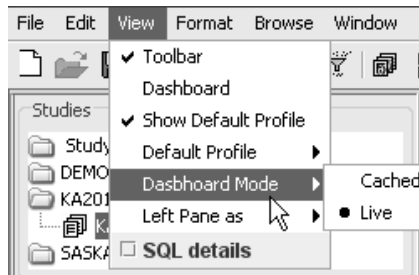 File Edit View Format Browse Window
Toolbar
Dashboard
Studies
Show Default Profile
Study
Default Profile
DEMO
Dasbhoard Mode
Cached
KA201
Left Pane as
Live
SASKA
SQL details